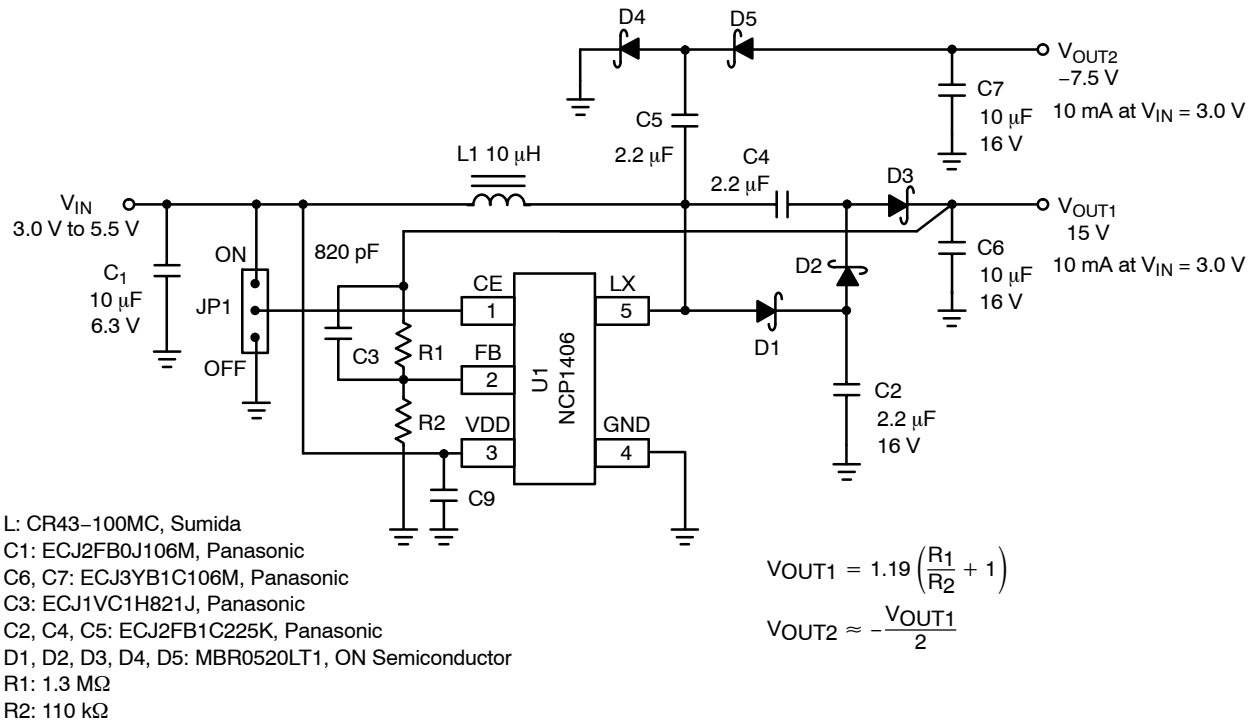 D4
D5
VOUT2
−7.5 V
10 mA at VIN = 3.0 V
C7
10 μF
16 V
C5
2.2 μF
L1 10 μH
C4
2.2 μF
D3
VIN
3.0 V to 5.5 V
VOUT1
15 V
10 mA at VIN = 3.0 V
C6
10 μF
16 V
C1
10 μF
6.3 V
ON
JP1
OFF
820 pF
C3
R1
R2
CE
1
FB
2
VDD
3
U1
NCP1406
LX
5
GND
4
D2
D1
C2
2.2 μF
16 V
C9
L: CR43−100MC, Sumida
C1: ECJ2FB0J106M, Panasonic
C6, C7: ECJ3YB1C106M, Panasonic
C3: ECJ1VC1H821J, Panasonic
C2, C4, C5: ECJ2FB1C225K, Panasonic
D1, D2, D3, D4, D5: MBR0520LT1, ON Semiconductor
R1: 1.3 MΩ
R2: 110 kΩ
VOUT1 = 1.19 (R1/R2 + 1)
VOUT2 ≈ −VOUT1/2